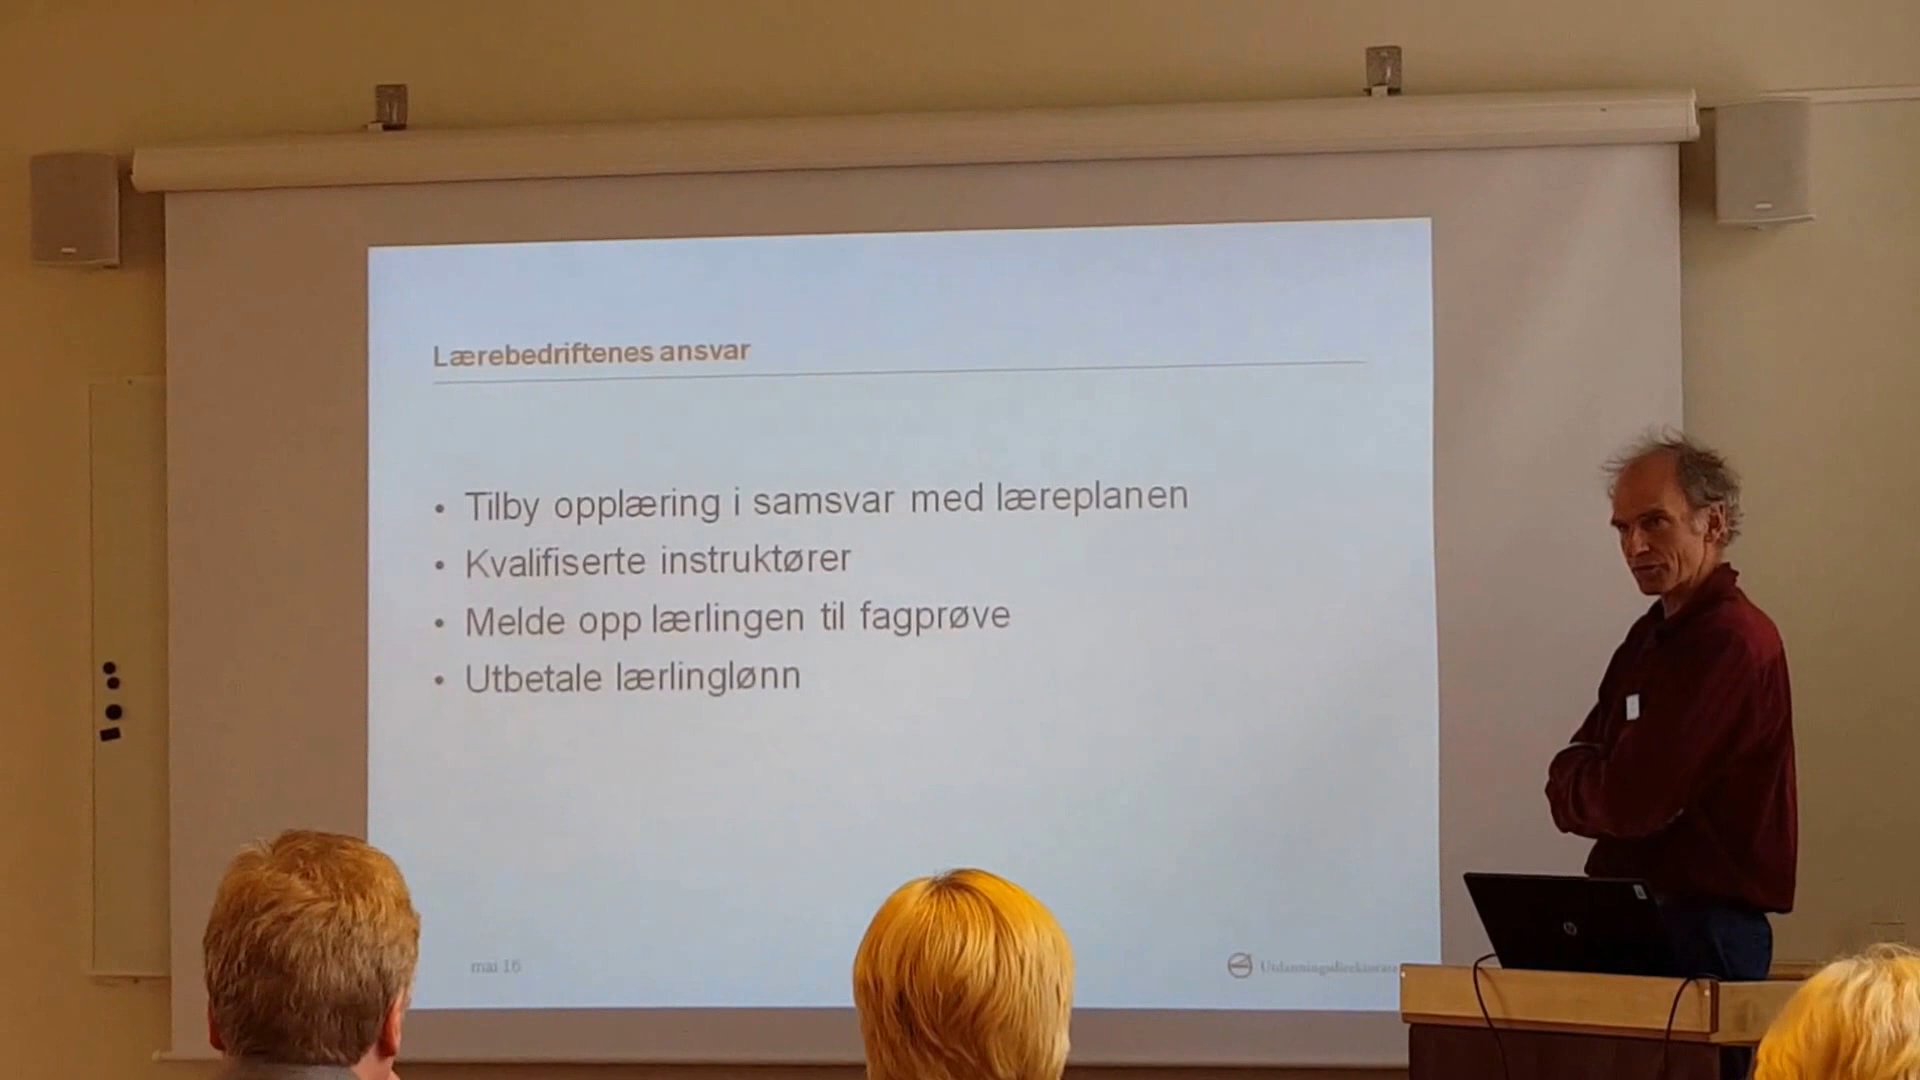 Lærebedriftenes ansvar
• Tilby opplæring i samsvar med læreplanen
• Kvalifiserte instruktører
• Melde opp lærlingen til fagprøve
• Utbetale lærlinglønn
mai 16